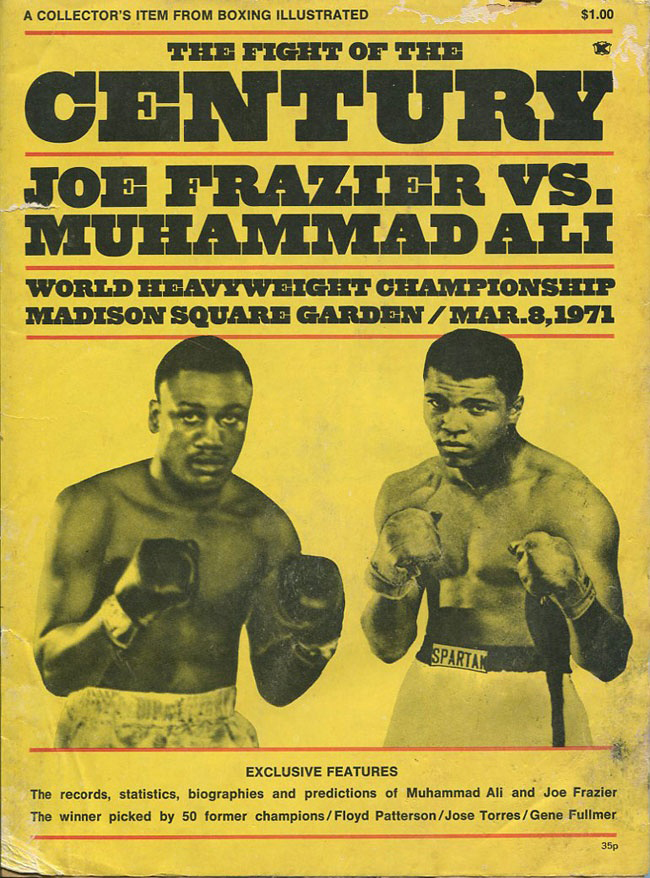 A COLLECTOR'S ITEM FROM BOXING ILLUSTRATED $1.00
THE FIGHT OF THE
CENTURY
JOE FRAZIER VS.
MUHAMMAD ALI
WORLD HEAVYWEIGHT CHAMPIONSHIP
MADISON SQUARE GARDEN / MAR.8,1971
SPARTAN
EXCLUSIVE FEATURES
The records, statistics, biographies and predictions of Muhammad Ali and Joe Frazier
The winner picked by 50 former champions/Floyd Patterson/Jose Torres/Gene Fullmer
35p